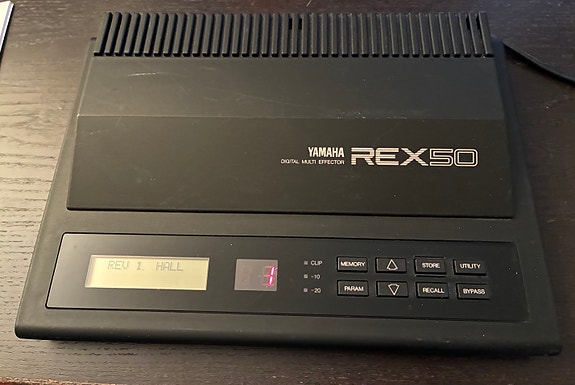 YAMAHA REX50
DIGITAL MULTI EFFECTOR
REV 1 HALL
1
CLIP
-10
-20
MEMORY △ STORE UTILITY
PARAM ▽ RECALL BYPASS